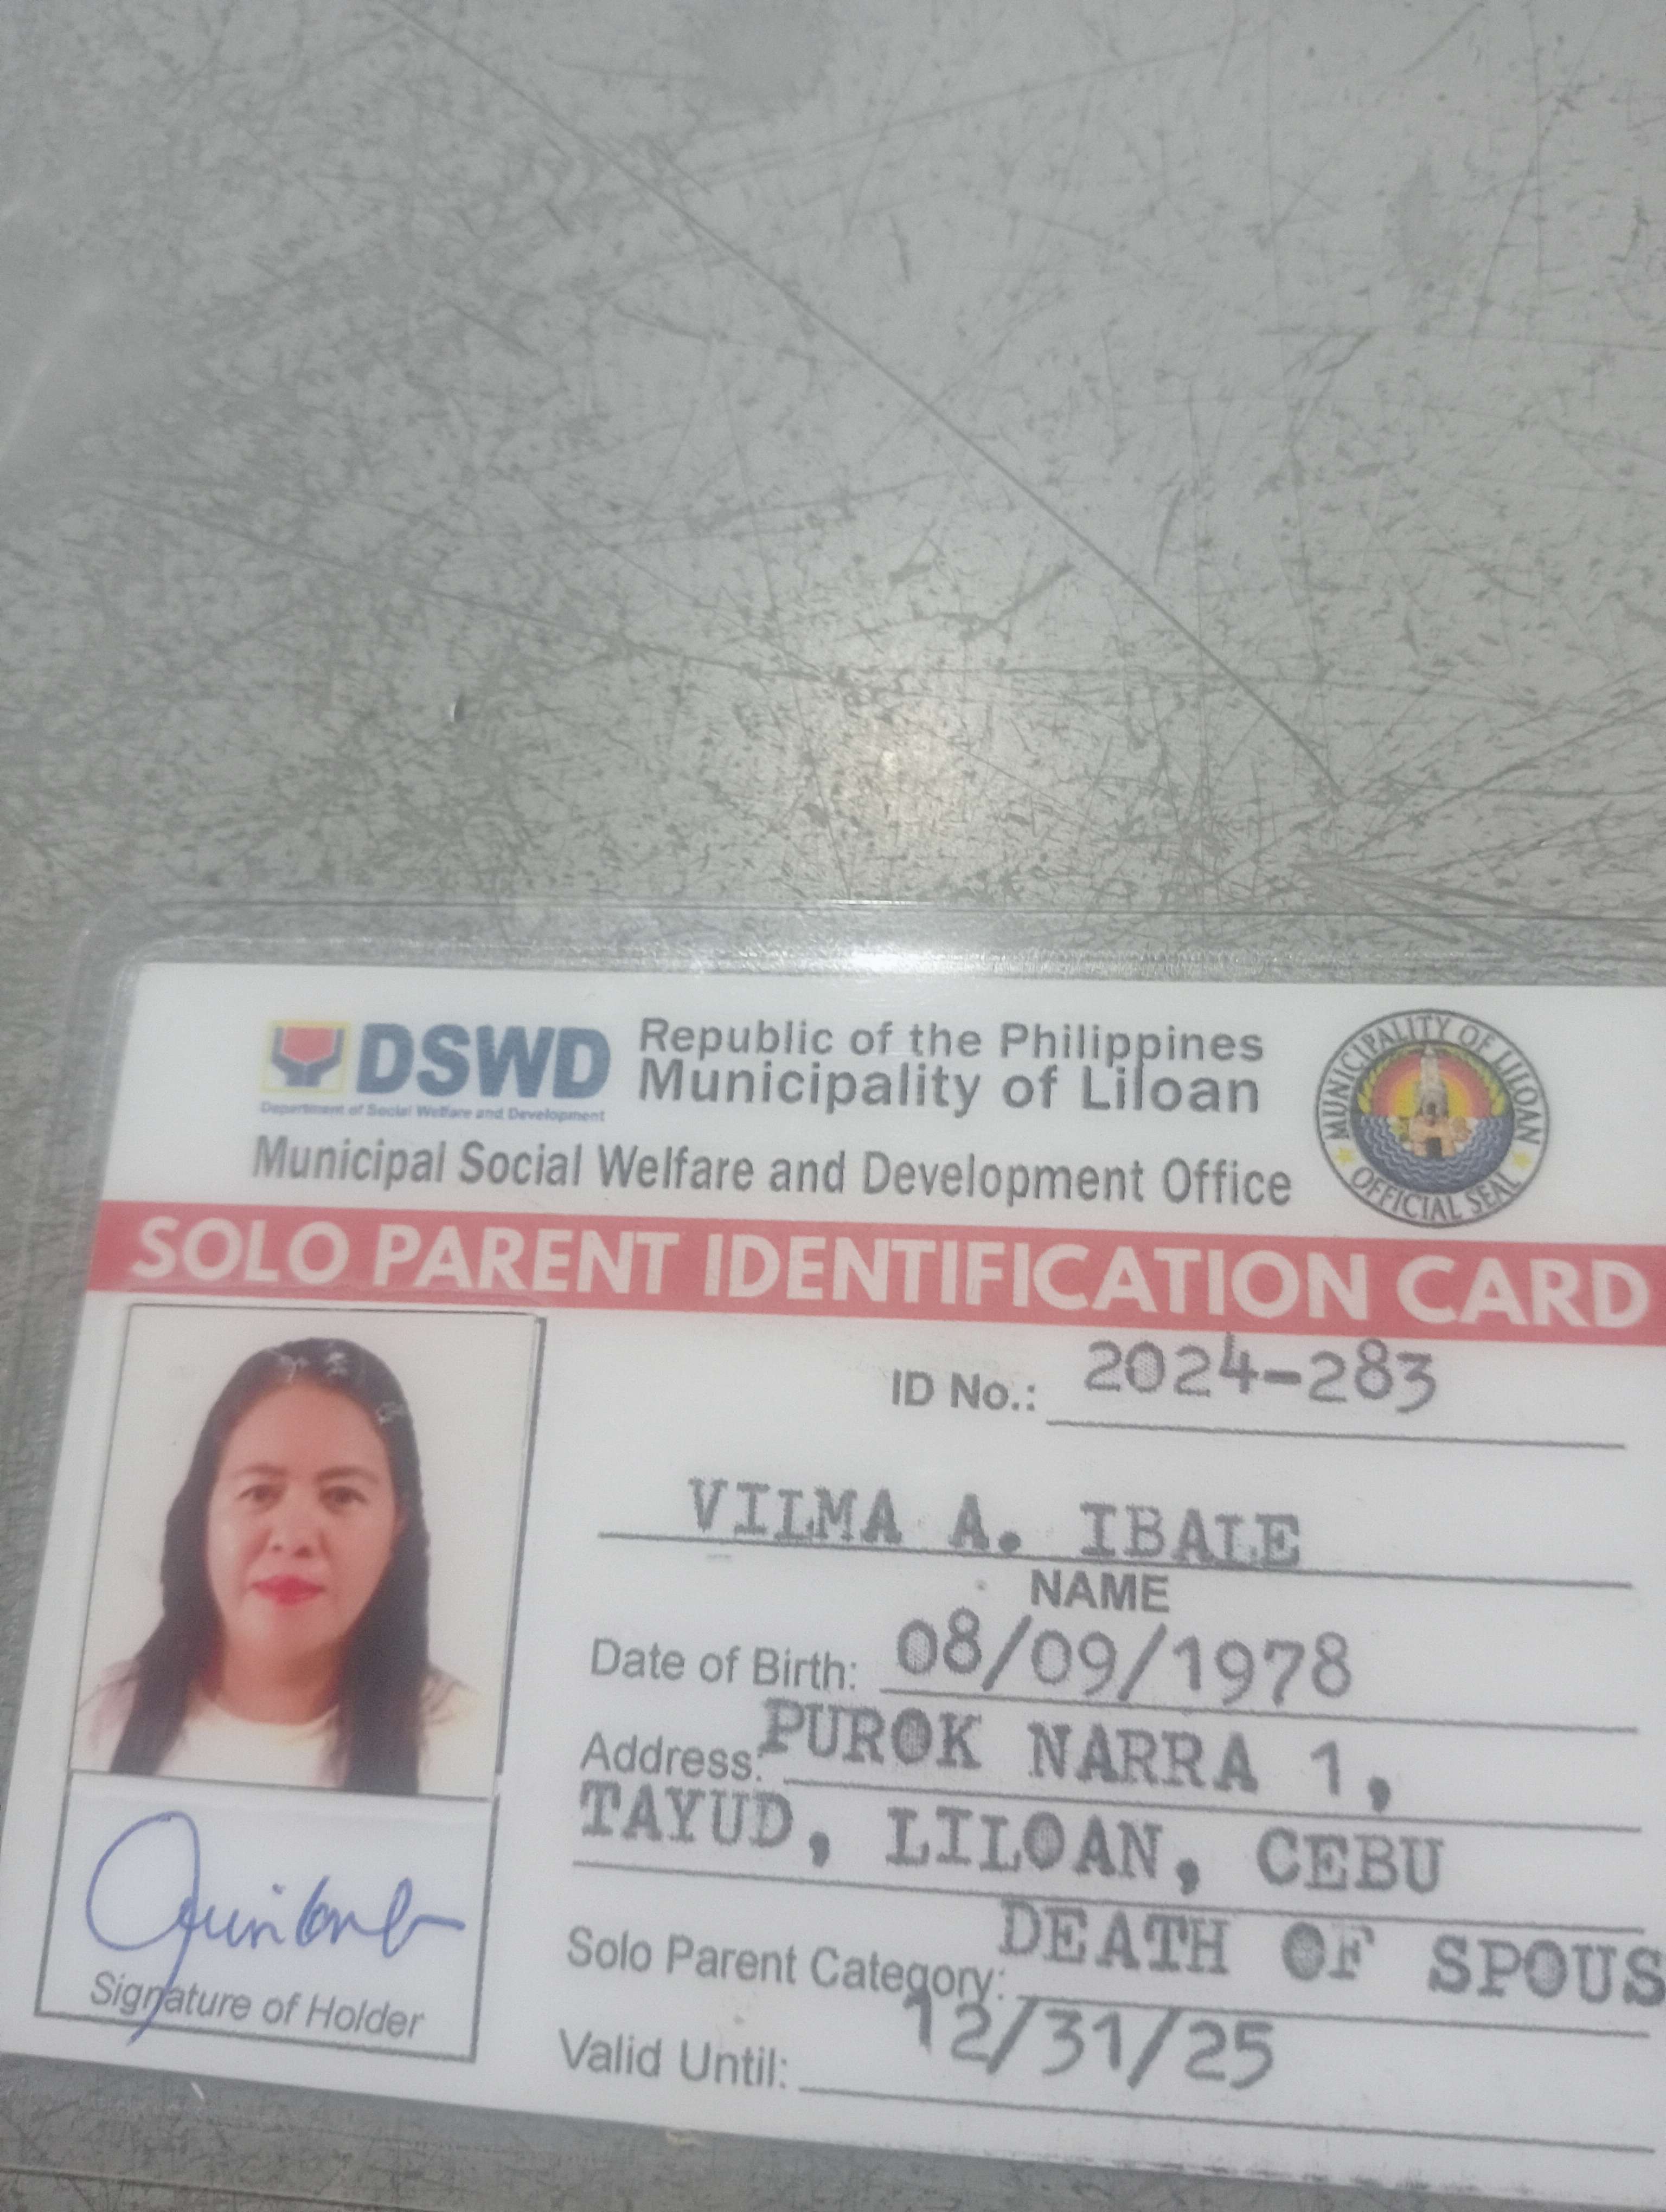 DSWD
Department of Social Welfare and Development
Republic of the Philippines
Municipality of Liloan
Municipal Social Welfare and Development Office
MUNICIPALITY OF LILOAN
OFFICIAL SEAL
SOLO PARENT IDENTIFICATION CARD
ID No.: 2024-283
VILMA A. IBALE
NAME
Date of Birth: 08/09/1978
Address: PUROK NARRA 1,
TAYUD, LILOAN, CEBU
Solo Parent Category: DEATH OF SPOUS
Valid Until: 12/31/25
Signature of Holder